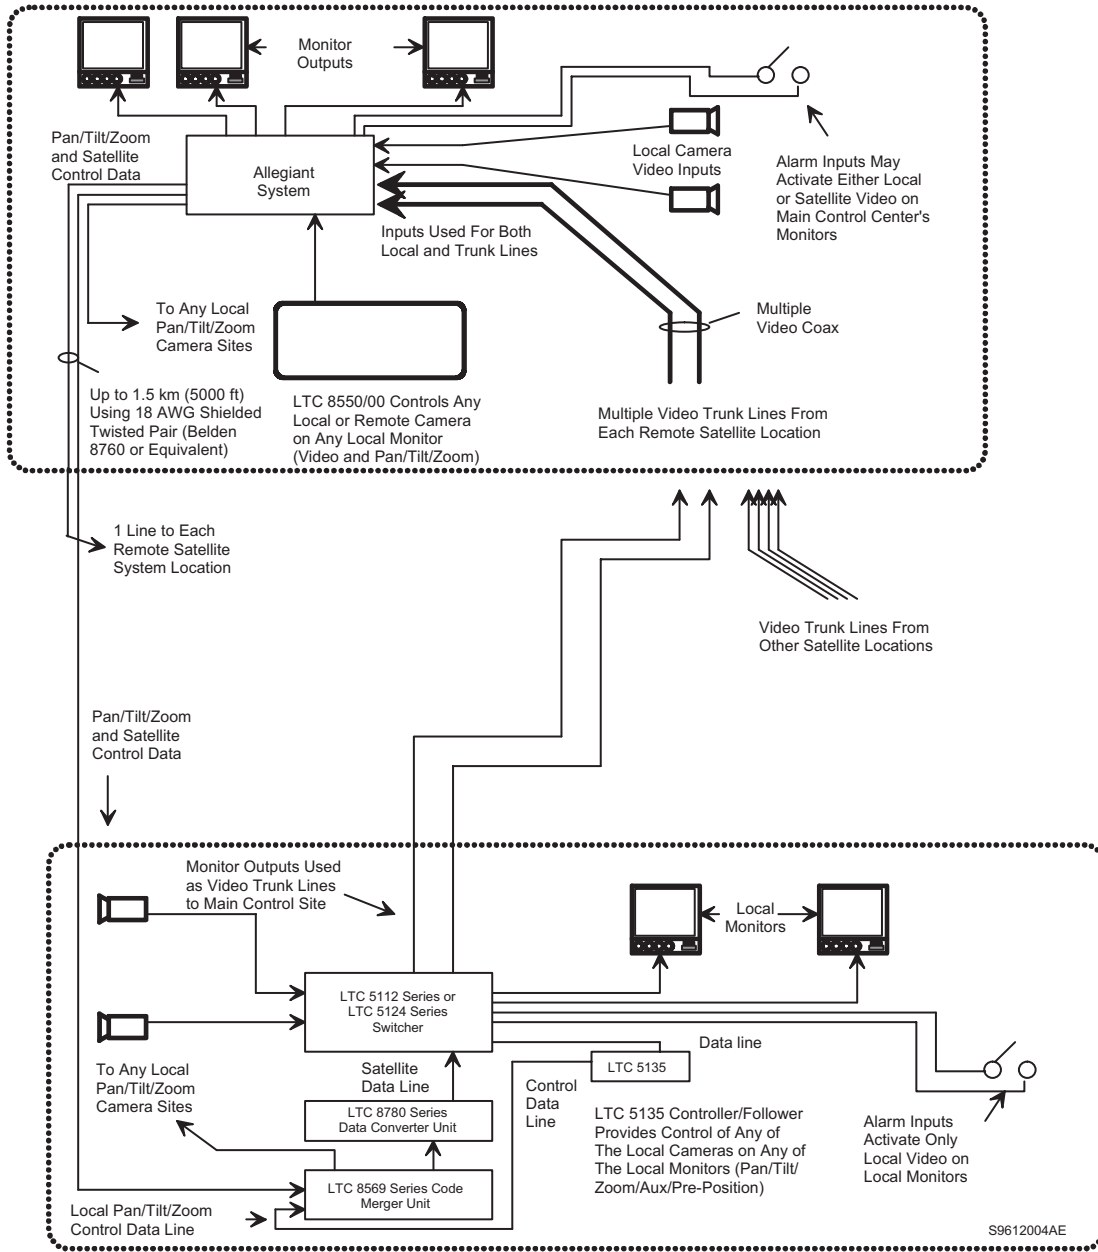 Monitor
Outputs
Pan/Tilt/Zoom
and Satellite
Control Data
Allegiant
System
Local Camera
Video Inputs
Alarm Inputs May
Activate Either Local
or Satellite Video on
Main Control Center's
Monitors
Inputs Used For Both
Local and Trunk Lines
To Any Local
Pan/Tilt/Zoom
Camera Sites
Multiple
Video Coax
Up to 1.5 km (5000 ft)
Using 18 AWG Shielded
Twisted Pair (Belden
8760 or Equivalent)
LTC 8550/00 Controls Any
Local or Remote Camera
on Any Local Monitor
(Video and Pan/Tilt/Zoom)
Multiple Video Trunk Lines From
Each Remote Satellite Location
1 Line to Each
Remote Satellite
System Location
Video Trunk Lines From
Other Satellite Locations
Pan/Tilt/Zoom
and Satellite
Control Data
Monitor Outputs Used
as Video Trunk Lines
to Main Control Site
Local
Monitors
LTC 5112 Series or
LTC 5124 Series
Switcher
Data line
To Any Local
Pan/Tilt/Zoom
Camera Sites
Satellite
Data Line
LTC 5135
Control
Data
Line
LTC 8780 Series
Data Converter Unit
LTC 5135 Controller/Follower
Provides Control of Any of
The Local Cameras on Any of
The Local Monitors (Pan/Tilt/
Zoom/Aux/Pre-Position)
Alarm Inputs
Activate Only
Local Video on
Local Monitors
LTC 8569 Series Code
Merger Unit
Local Pan/Tilt/Zoom
Control Data Line
S9612004AE